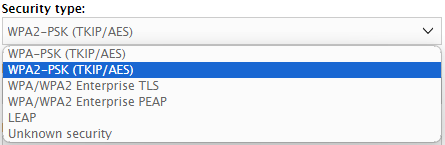 Security type:
WPA2-PSK (TKIP/AES)
WPA-PSK (TKIP/AES)
WPA2-PSK (TKIP/AES)
WPA/WPA2 Enterprise TLS
WPA/WPA2 Enterprise PEAP
LEAP
Unknown security